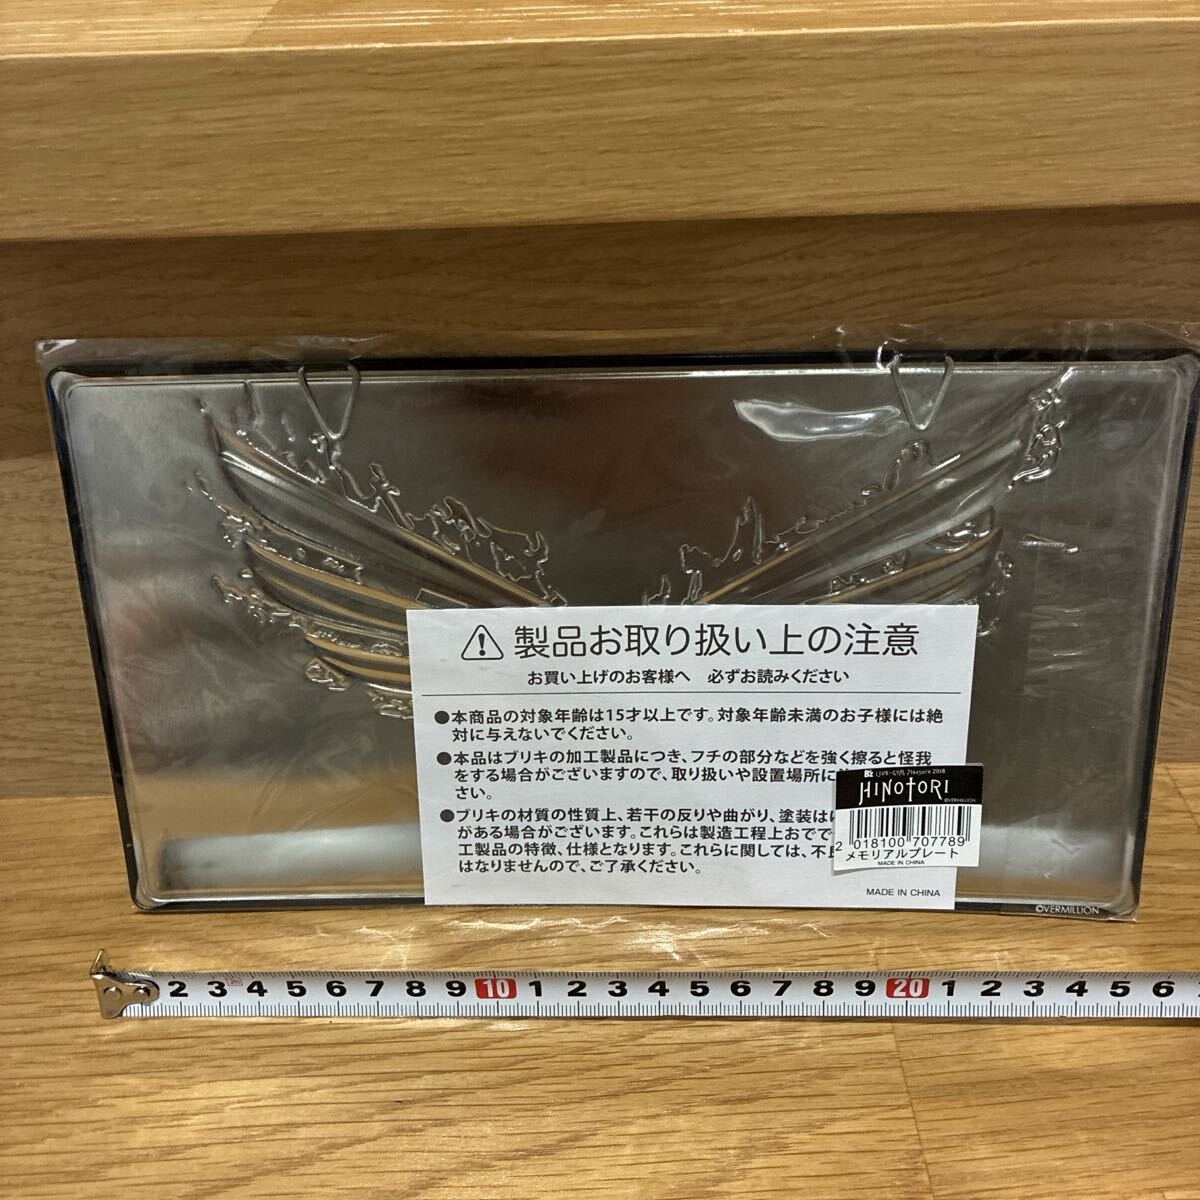 ⚠ 製品お取り扱い上の注意
お買い上げのお客様へ 必ずお読みください
●本商品の対象年齢は15才以上です。対象年齢未満のお子様には絶
対に与えないでください。
●本品はブリキの加工製品につき、フチの部分などを強く擦ると怪我
をする場合がございますので、取り扱いや設置場所に
さい。
●ブリキの材質の性質上、若干の反りや曲がり、塗装は
がある場合がございます。これらは製造工程上おでで
工製品の特徴、仕様となります。これらに関しては、不良
はなりませんので、ご了承ください。
MADE IN CHINA
B'z LIVE-GYM Pleasure 2018
HINOTORI
©VERMILLION
2 018100 707789
メモリアルプレート
MADE IN CHINA
©VERMILLION
2 3 4 5 6 7 8 9 10 1 2 3 4 5 6 7 8 9 20 1 2 3 4 5 6